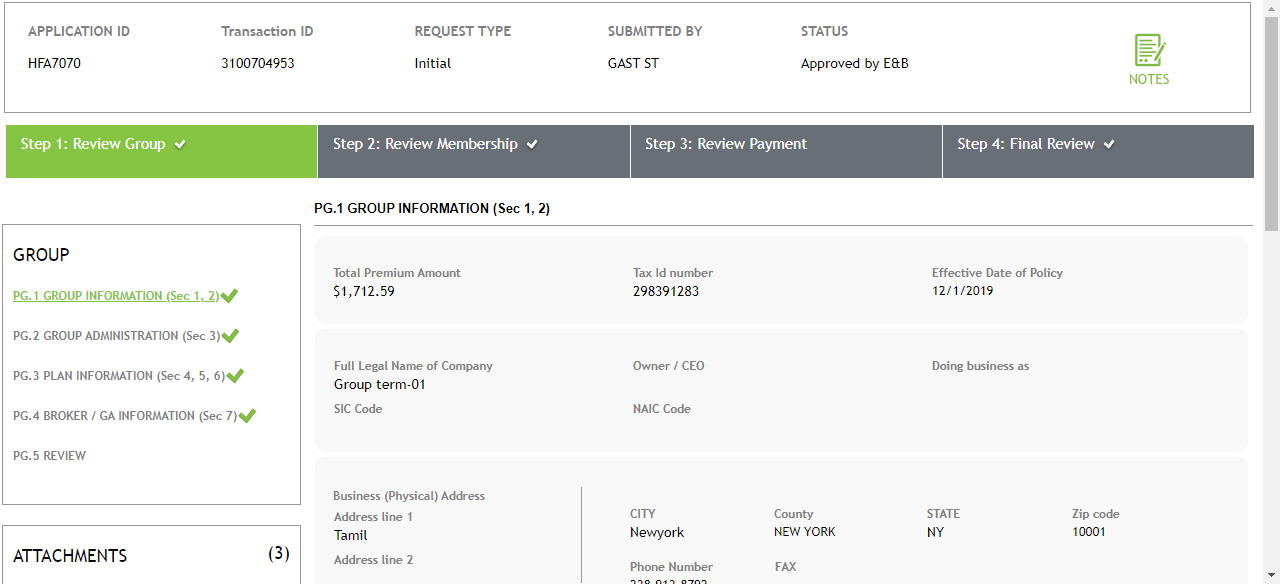 APPLICATION ID Transaction ID REQUEST TYPE SUBMITTED BY STATUS
HFA7070 3100704953 Initial GAST ST Approved by E&B
NOTES
Step 1: Review Group Step 2: Review Membership Step 3: Review Payment Step 4: Final Review
PG.1 GROUP INFORMATION (Sec 1, 2)
GROUP
PG.1 GROUP INFORMATION (Sec 1, 2)
PG.2 GROUP ADMINISTRATION (Sec 3)
PG.3 PLAN INFORMATION (Sec 4, 5, 6)
PG.4 BROKER / GA INFORMATION (Sec 7)
PG.5 REVIEW
ATTACHMENTS (3)
Total Premium Amount Tax Id number Effective Date of Policy
$1,712.59 298391283 12/1/2019
Full Legal Name of Company Owner / CEO Doing business as
Group term-01
SIC Code NAIC Code
Business (Physical) Address
Address line 1
Tamil
Address line 2
CITY County STATE Zip code
Newyork NEW YORK NY 10001
Phone Number FAX